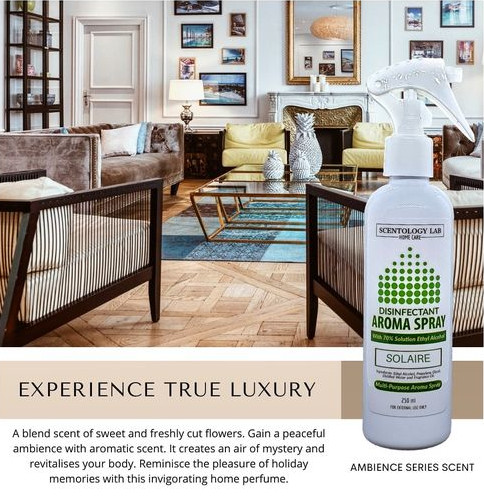 SCENTOLOGY LAB
HOME CARE
DISINFECTANT
AROMA SPRAY
With 70% Solution Ethyl Alcohol
SOLAIRE
Multi-Purpose Aroma Spray
250 ml
FOR EXTERNAL USE ONLY
EXPERIENCE TRUE LUXURY
A blend scent of sweet and freshly cut flowers. Gain a peaceful
ambience with aromatic scent. It creates an air of mystery and
revitalises your body. Reminisce the pleasure of holiday
memories with this invigorating home perfume.
AMBIENCE SERIES SCENT